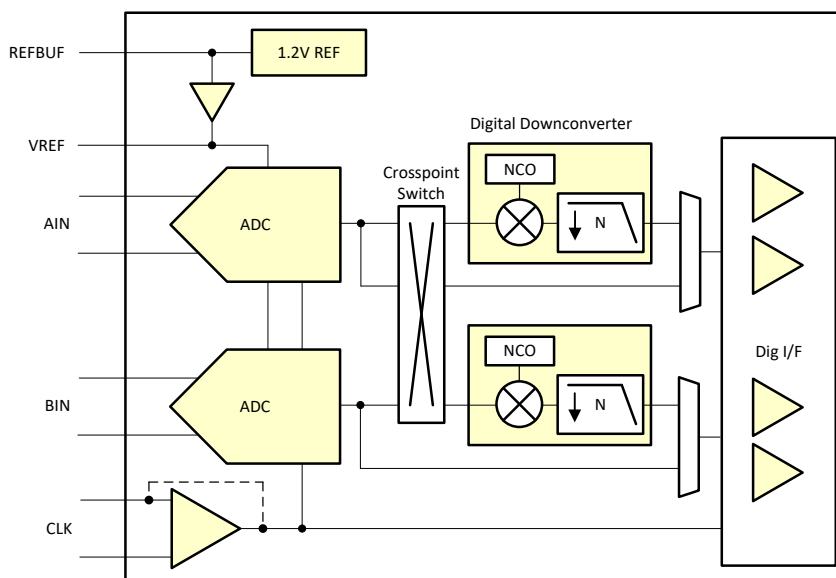 REFBUF
1.2V REF
VREF
Digital Downconverter
Crosspoint
Switch
NCO
AIN
ADC
N
NCO
Dig I/F
BIN
ADC
N
CLK